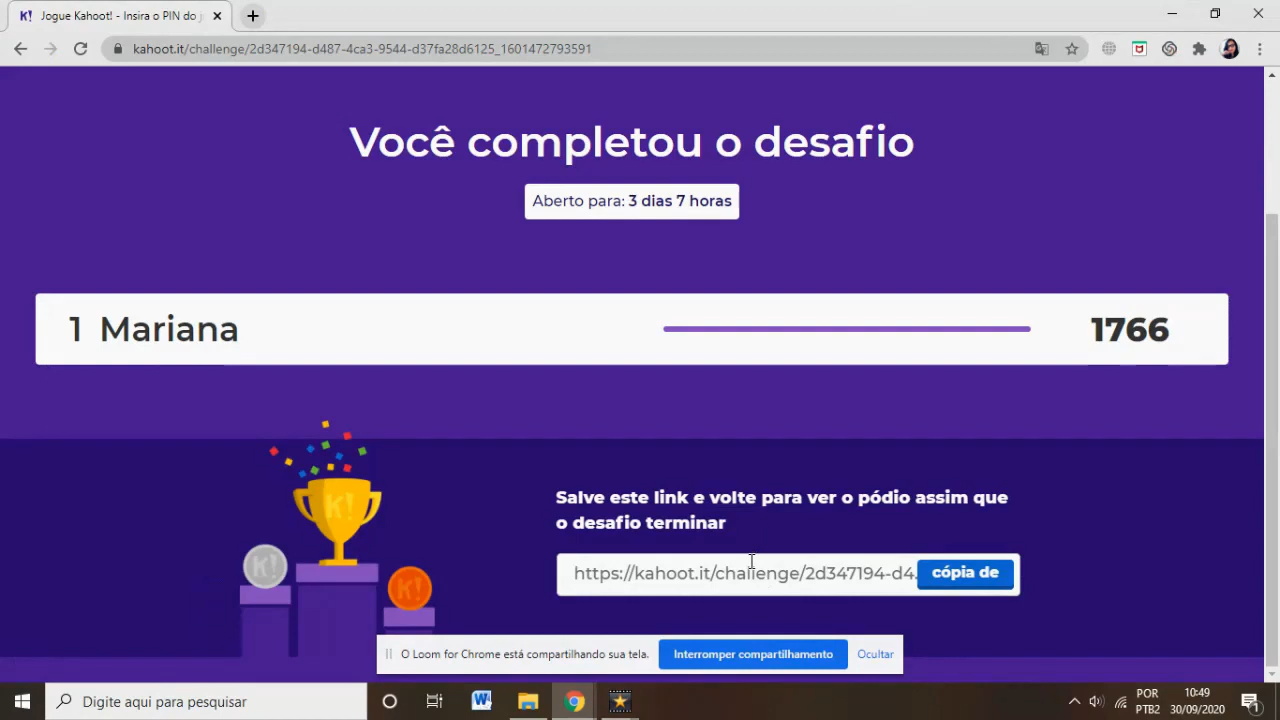 K! Jogue Kahoot! - Insira o PIN do j
kahoot.it/challenge/2d347194-d487-4ca3-9544-d37fa28d6125_1601472793591
Você completou o desafio
Aberto para: 3 dias 7 horas
1 Mariana 1766
K!
K!
K!
Salve este link e volte para ver o pódio assim que
o desafio terminar
https://kahoot.it/challenge/2d347194-d4. cópia de
O Loom for Chrome está compartilhando sua tela. Interromper compartilhamento Ocultar
Digite aqui para pesquisar
W
POR
PTB2
10:49
30/09/2020
1